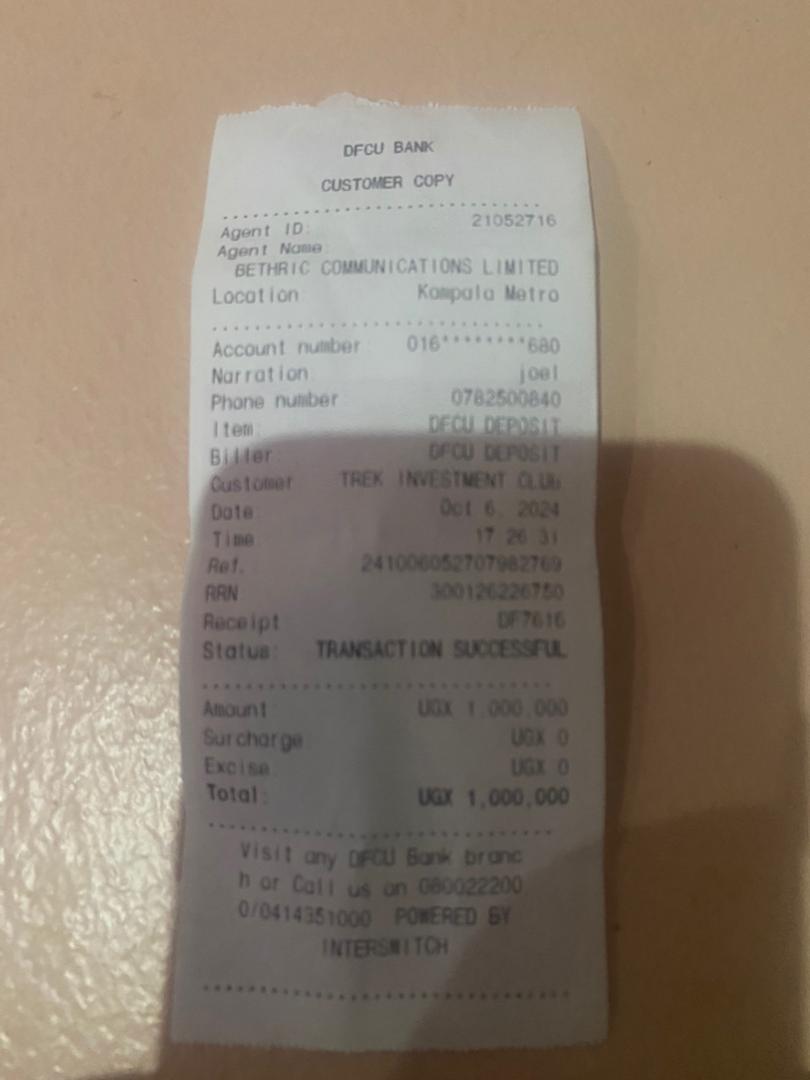 DFCU BANK
CUSTOMER COPY
Agent ID: 21052716
Agent Name:
BETHRIC COMMUNICATIONS LIMITED
Location Kampala Metro
Account number 016********680
Narration joel
Phone number 0782500840
Item: DFCU DEPOSIT
Biller: DFCU DEPOSIT
Customer TREK INVESTMENT CLUb
Date: Oct 6, 2024
Time 17 26 31
Ref. 241006052707982769
RRN 300126226750
Receipt DF7616
Status: TRANSACTION SUCCESSFUL
Amount UGX 1,000,000
Surcharge UGX 0
Excise UGX 0
Total: UGX 1,000,000
Visit any DFCU Bank branc
h or Call us on 080022200
0/0414351000 POWERED BY
INTERSWITCH